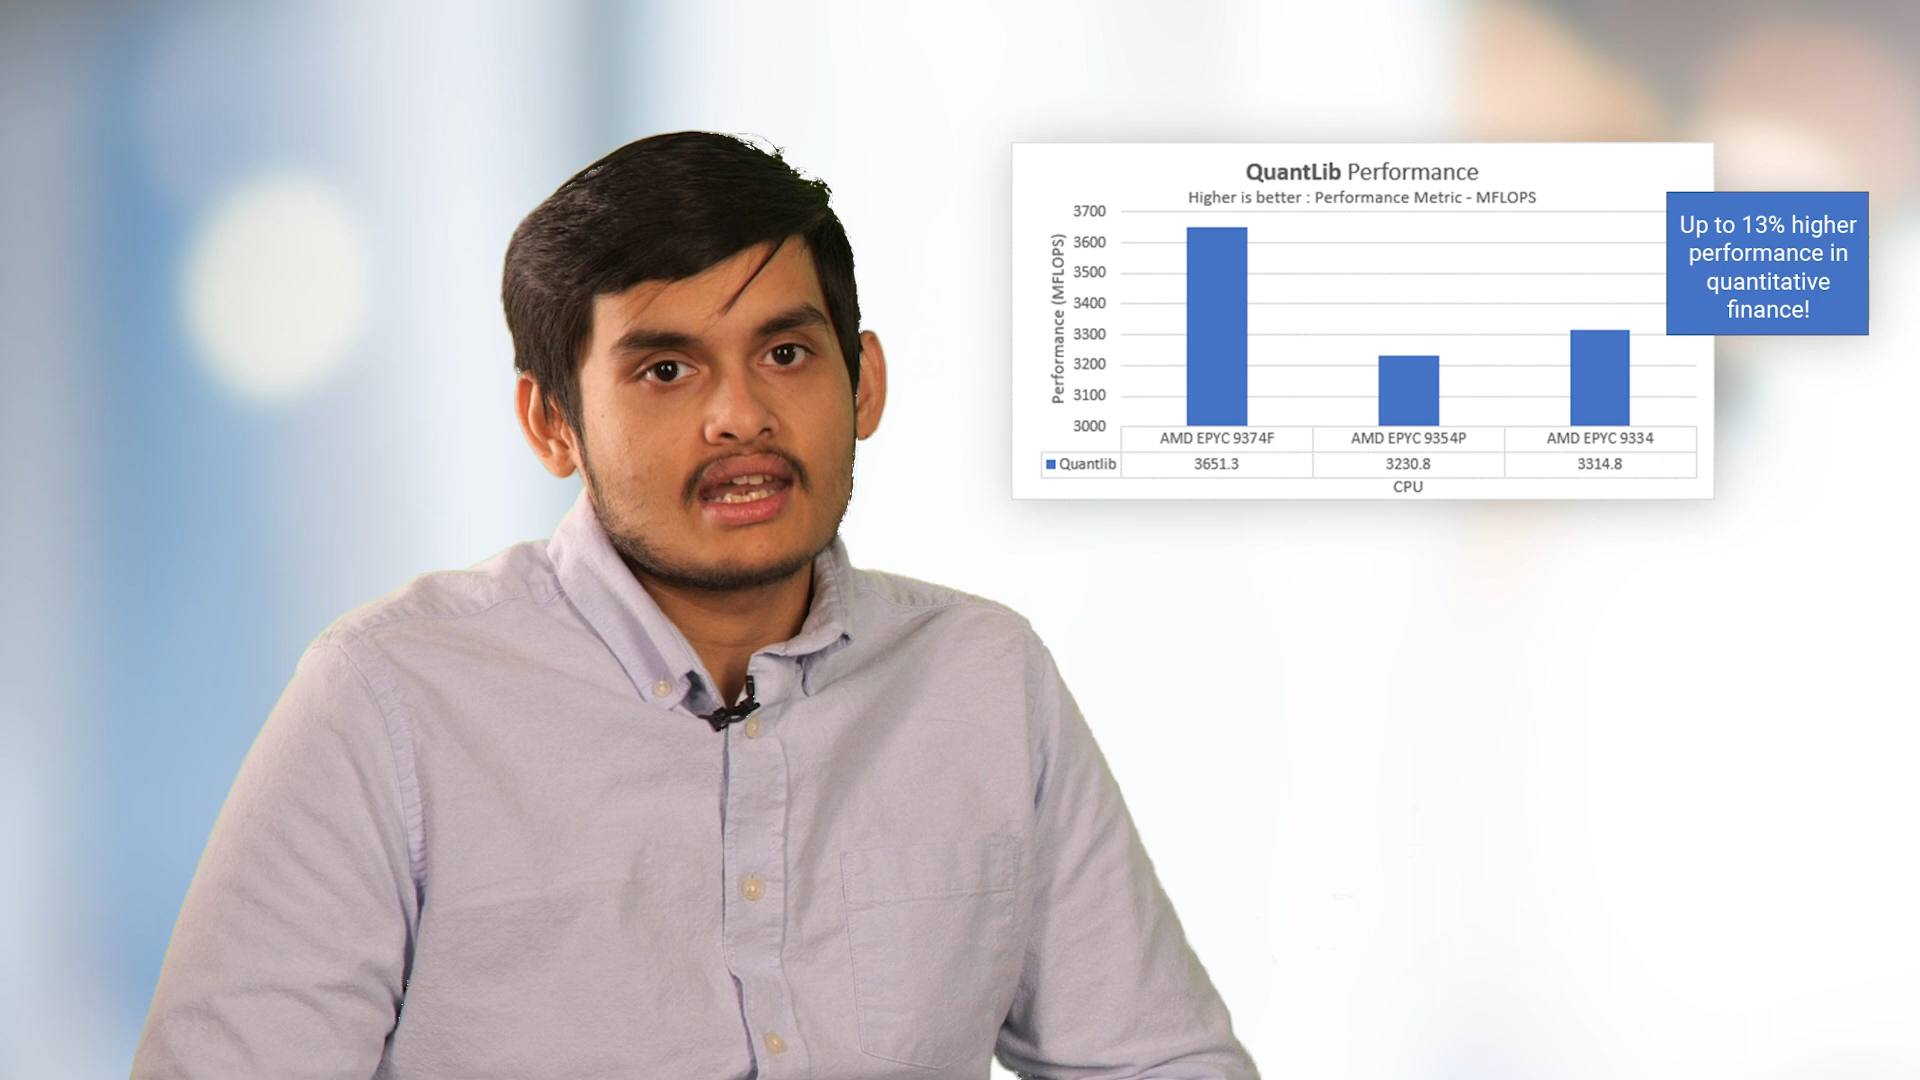 QuantLib Performance
Higher is better : Performance Metric - MFLOPS
Performance (MFLOPS)
3700
3600
3500
3400
3300
3200
3100
3000
AMD EPYC 9374F AMD EPYC 9354P AMD EPYC 9334
Quantlib 3651.3 3230.8 3314.8
CPU
Up to 13% higher
performance in
quantitative
finance!